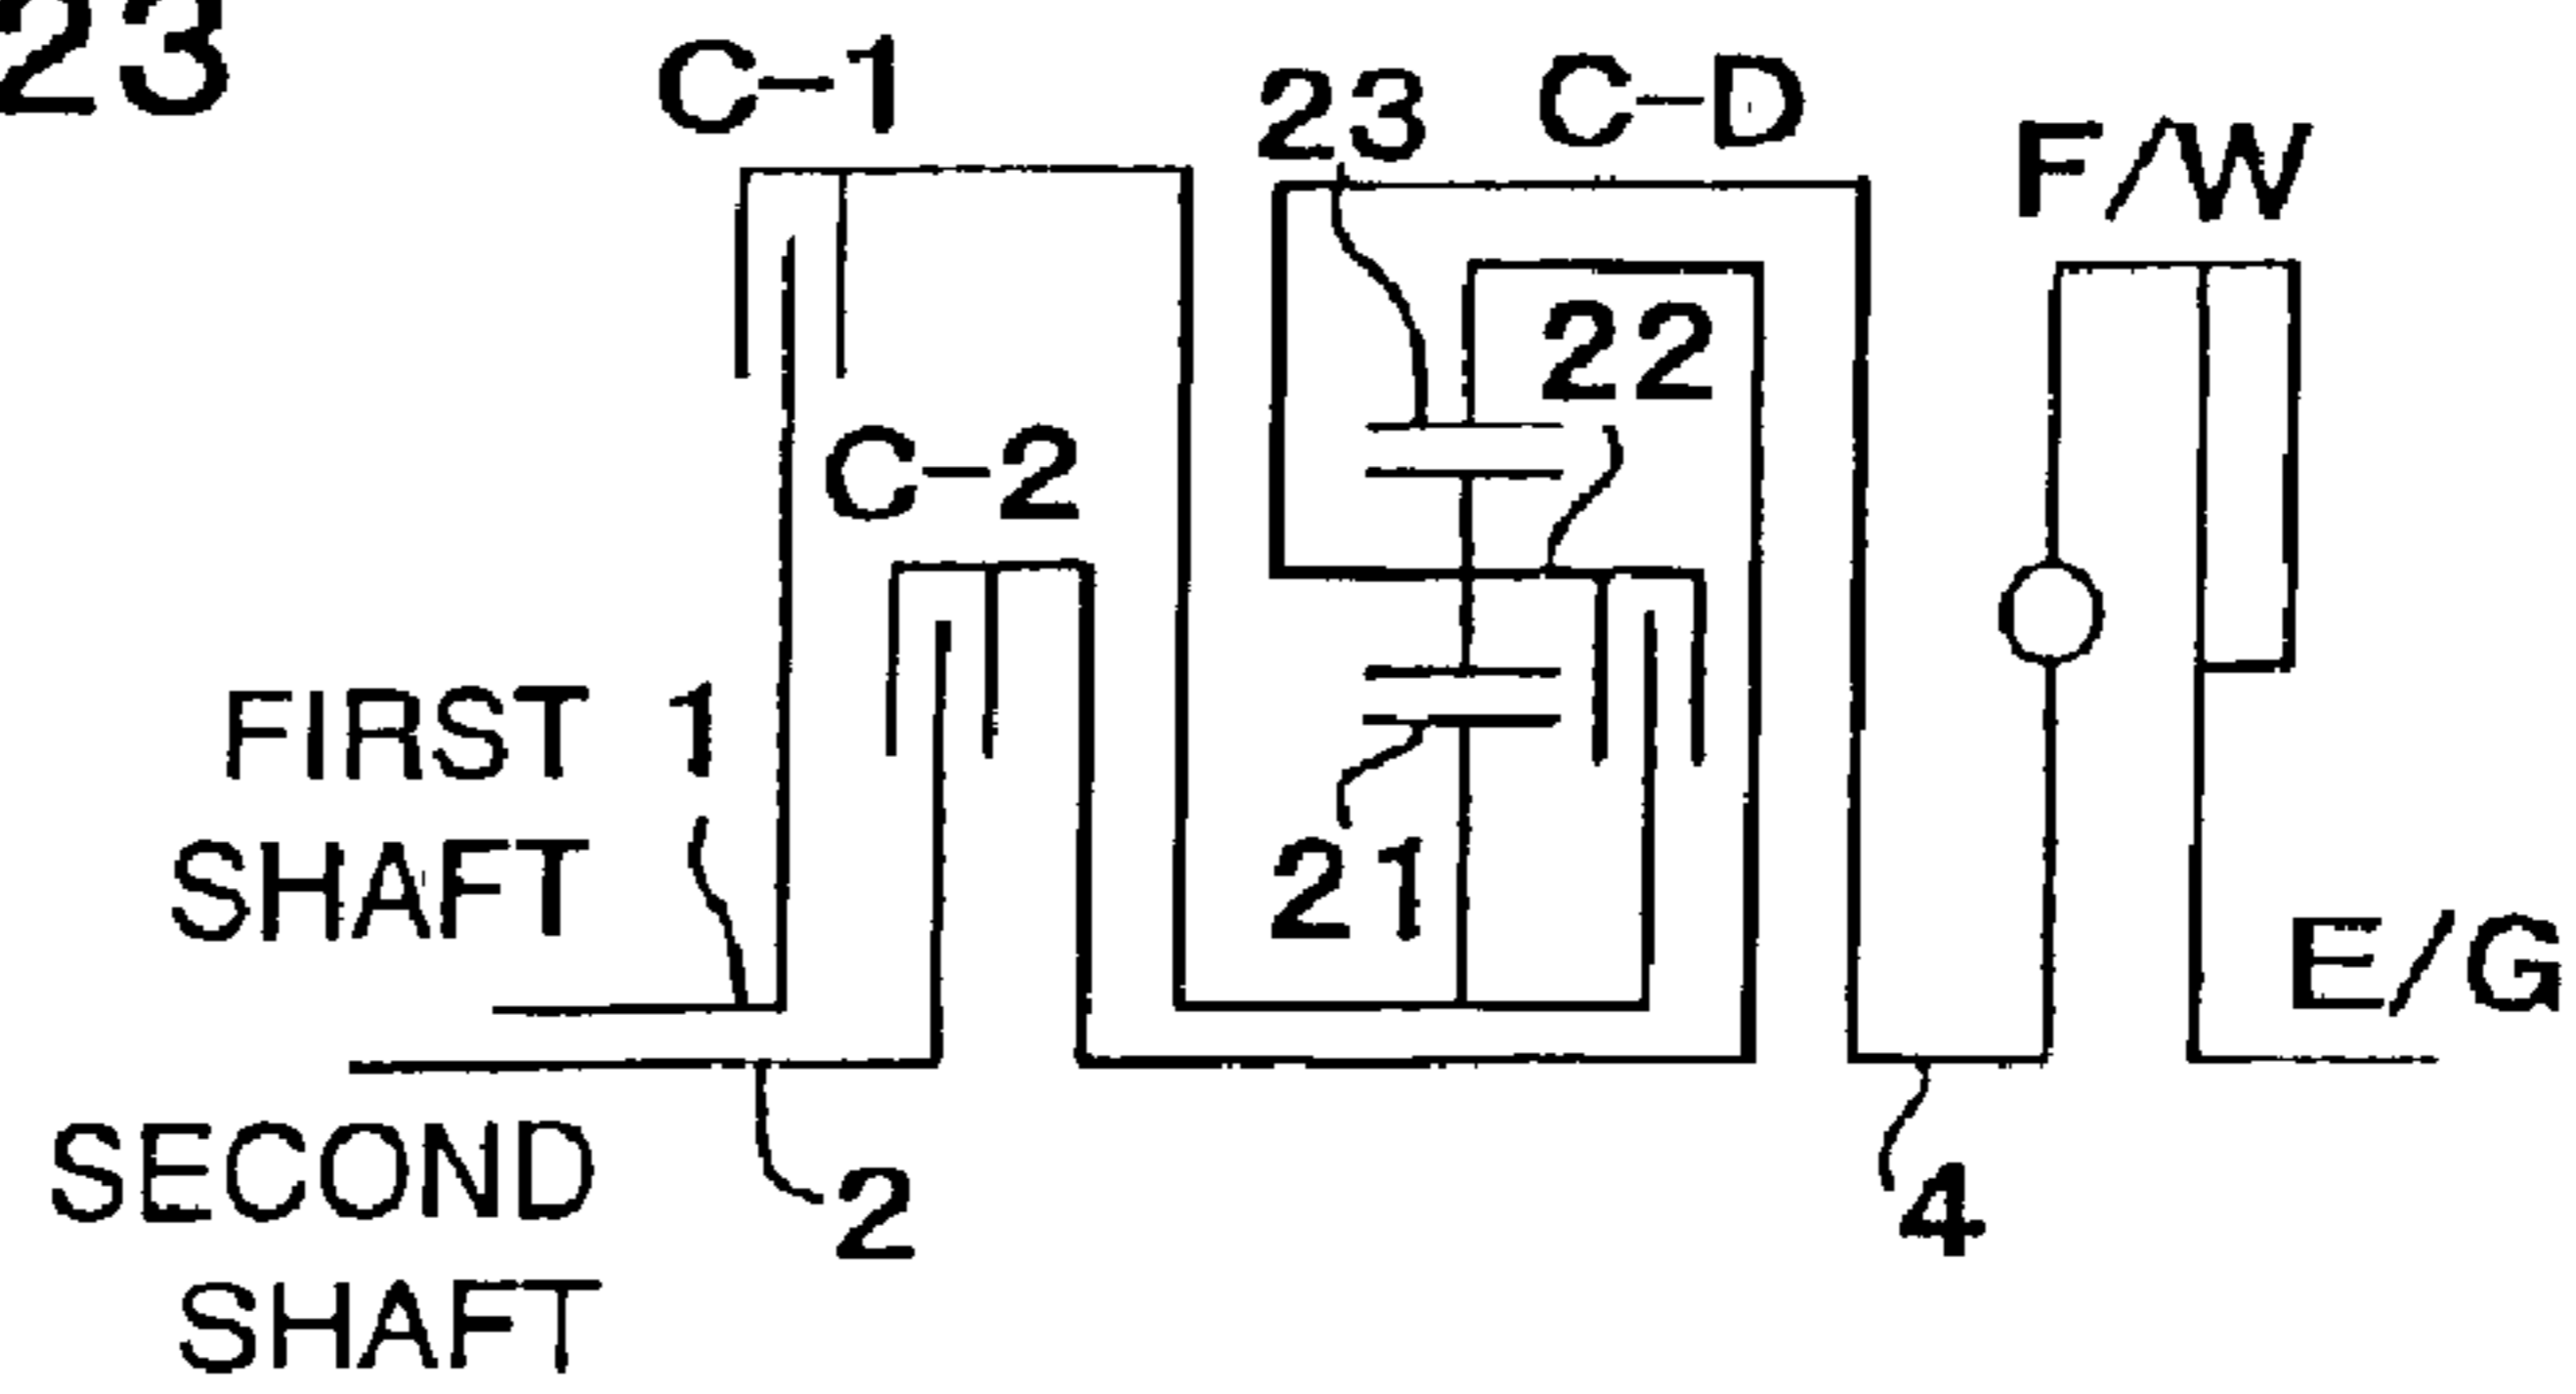 23
C-1
23
C-D
F/W
22
C-2
FIRST 1
SHAFT
21
E/G
SECOND
SHAFT
2
4